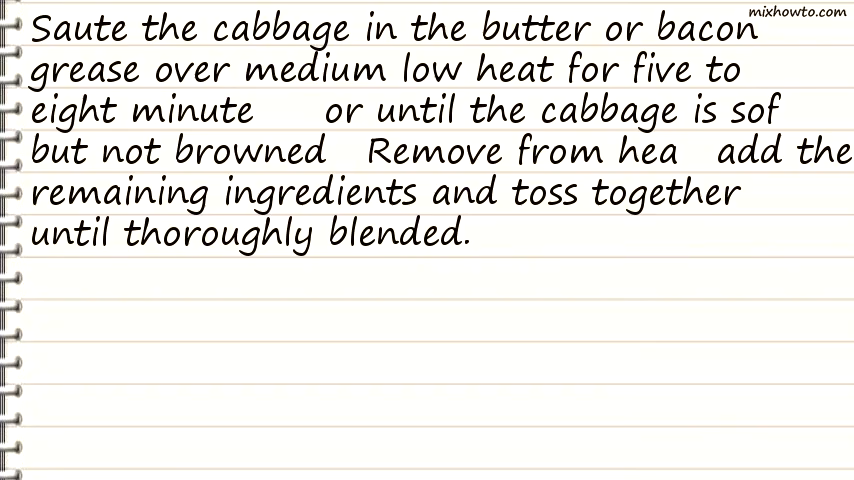 mixhowto.com
Saute the cabbage in the butter or bacon
grease over medium low heat for five to
eight minute or until the cabbage is sof
but not browned Remove from hea add the
remaining ingredients and toss together
until thoroughly blended.